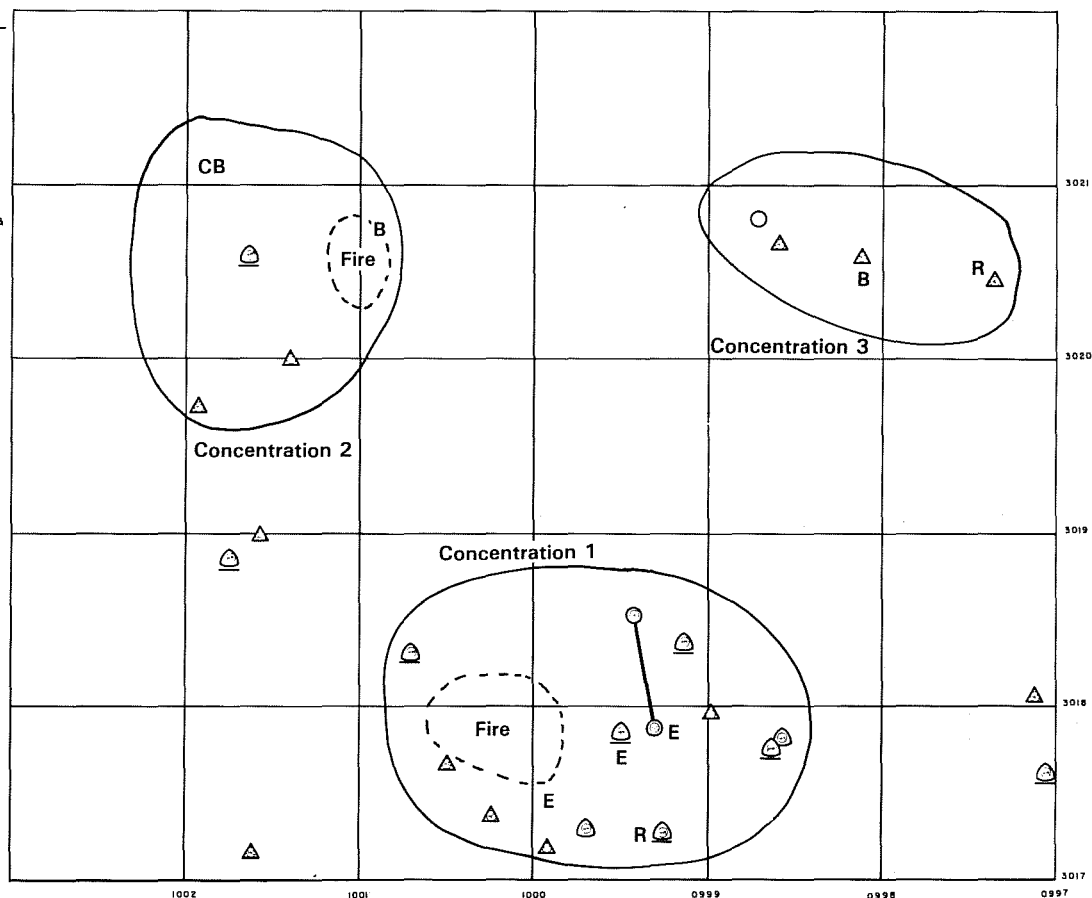 CB
3021
B
Fire
B
R
Concentration 3
3020
Concentration 2
3019
Concentration 1
3018
Fire
E
E
E
R
3017
1002
1001
1000
0999
0998
0997